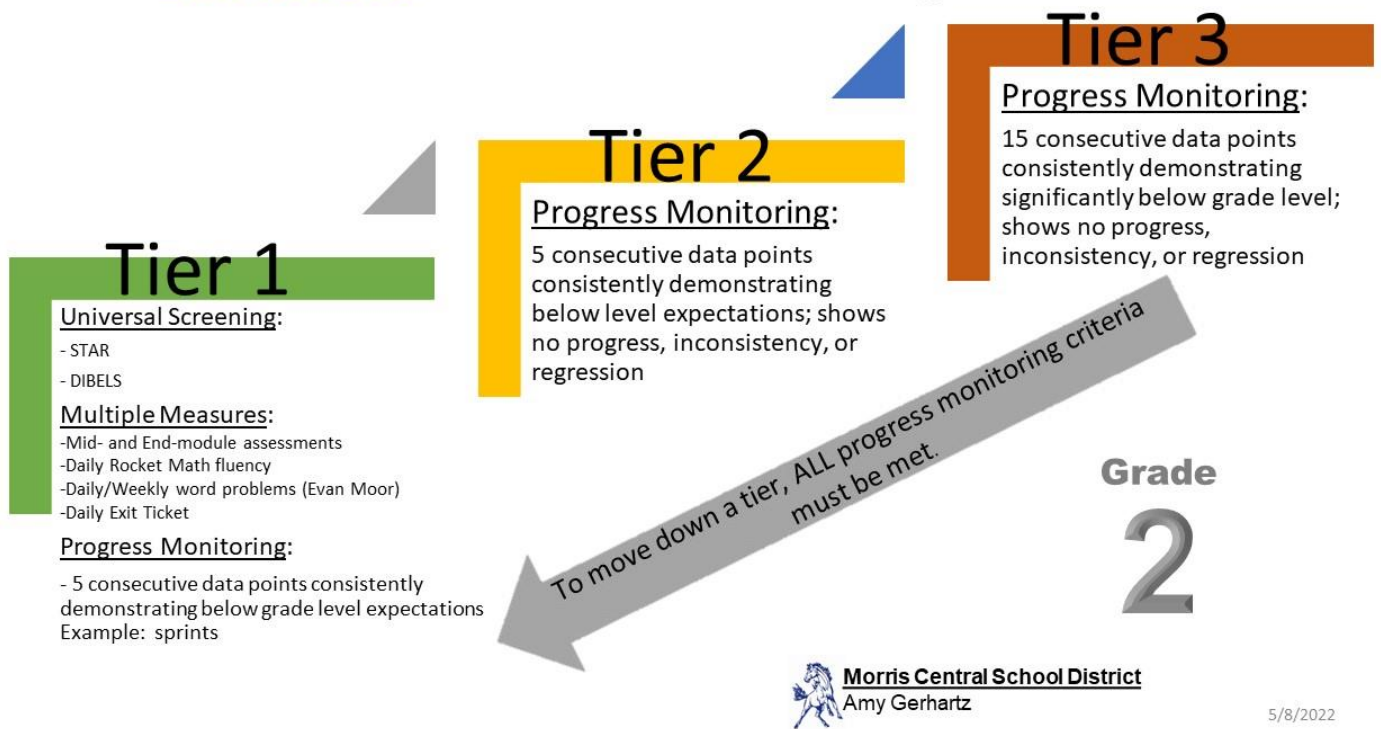 Tier 1
Universal Screening:
- STAR
- DIBELS
Multiple Measures:
-Mid- and End-module assessments
-Daily Rocket Math fluency
-Daily/Weekly word problems (Evan Moor)
-Daily Exit Ticket
Progress Monitoring:
- 5 consecutive data points consistently
demonstrating below grade level expectations
Example: sprints
Tier 2
Progress Monitoring:
5 consecutive data points
consistently demonstrating
below level expectations; shows
no progress, inconsistency, or
regression
Tier 3
Progress Monitoring:
15 consecutive data points
consistently demonstrating
significantly below grade level;
shows no progress,
inconsistency, or regression
To move down a tier, ALL progress monitoring criteria
must be met.
Grade
2
Morris Central School District
Amy Gerhartz
5/8/2022